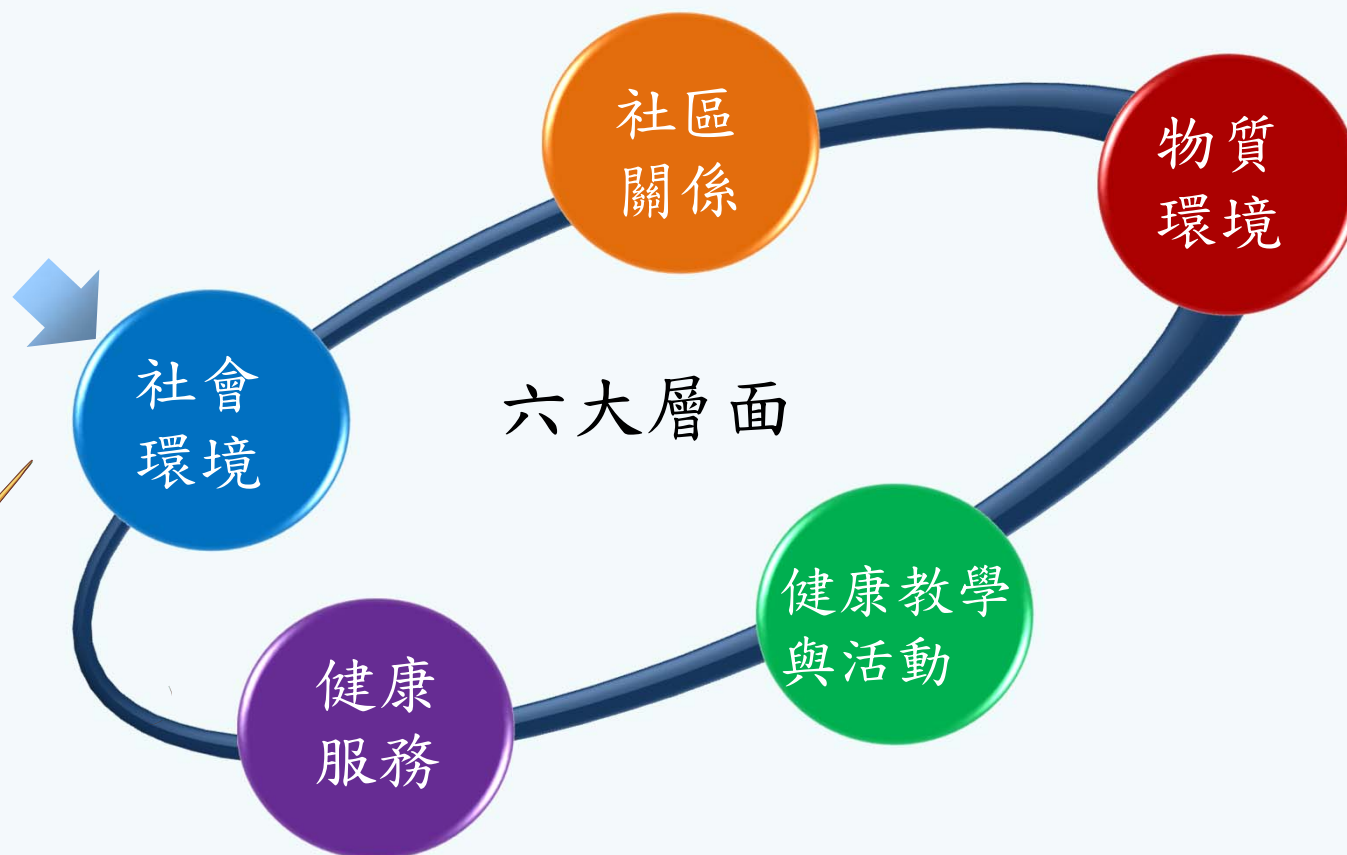 社區
關係
物質
環境
社會
環境
六大層面
健康教學
與活動
健康
服務